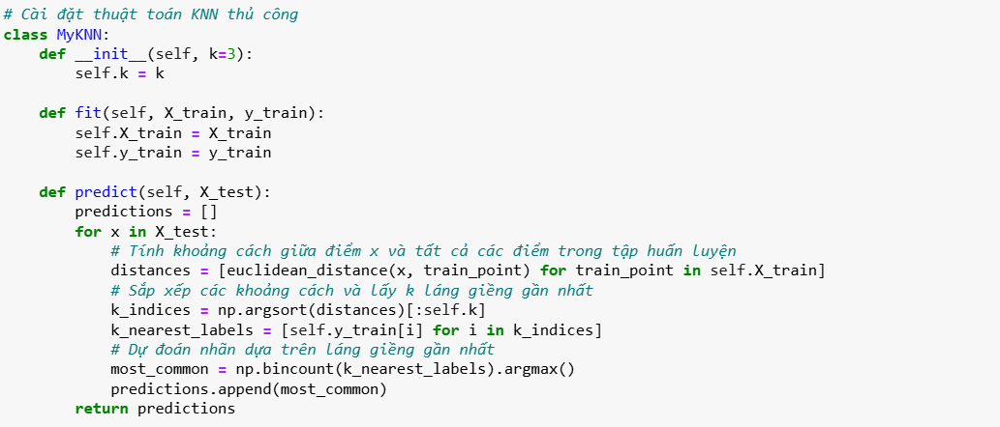 # Cài đặt thuật toán KNN thủ công
class MyKNN:
    def __init__(self, k=3):
        self.k = k
    def fit(self, X_train, y_train):
        self.X_train = X_train
        self.y_train = y_train
    def predict(self, X_test):
        predictions = []
        for x in X_test:
            # Tính khoảng cách giữa điểm x và tất cả các điểm trong tập huấn luyện
            distances = [euclidean_distance(x, train_point) for train_point in self.X_train]
            # Sắp xếp các khoảng cách và lấy k láng giềng gần nhất
            k_indices = np.argsort(distances)[:self.k]
            k_nearest_labels = [self.y_train[i] for i in k_indices]
            # Dự đoán nhãn dựa trên láng giềng gần nhất
            most_common = np.bincount(k_nearest_labels).argmax()
            predictions.append(most_common)
        return predictions